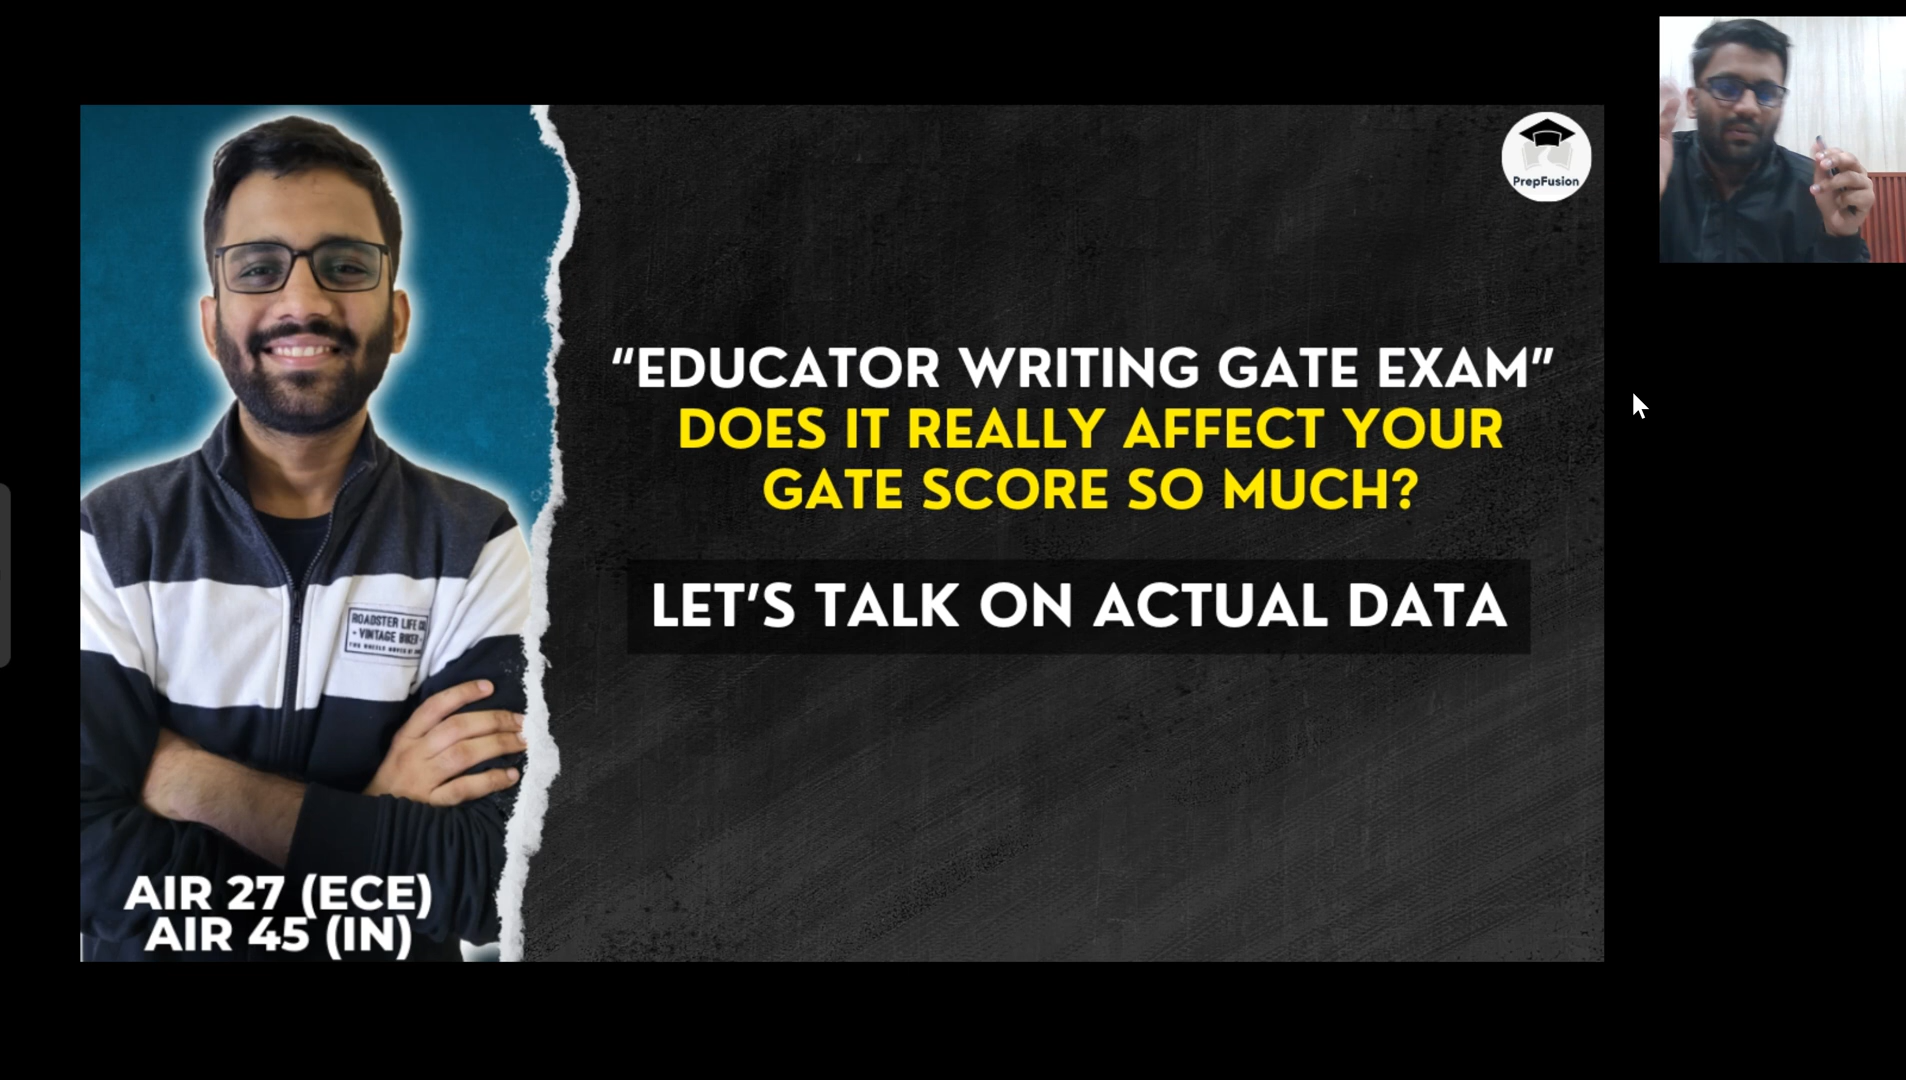 PrepFusion
“EDUCATOR WRITING GATE EXAM”
DOES IT REALLY AFFECT YOUR
GATE SCORE SO MUCH?
LET’S TALK ON ACTUAL DATA
ROADSTER LIFE CO
- VINTAGE BIKER -
AIR 27 (ECE)
AIR 45 (IN)